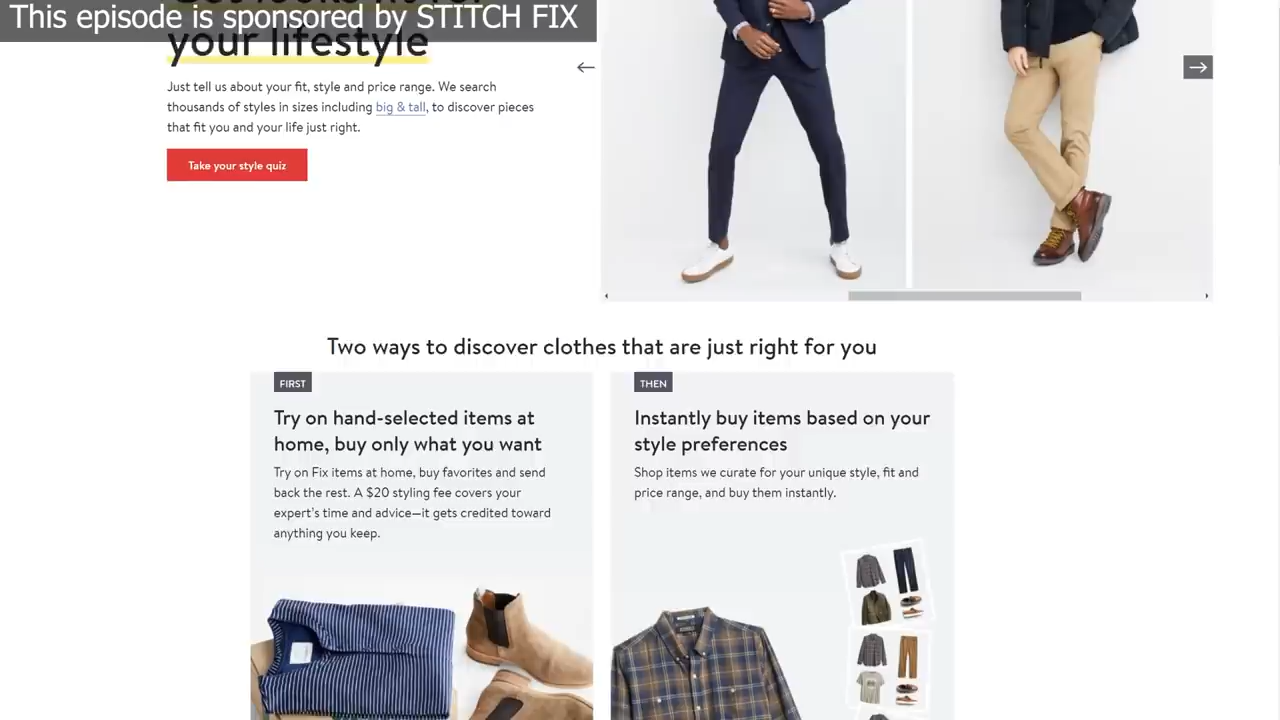 This episode is sponsored by STITCH FIX
your lifestyle
Just tell us about your fit, style and price range. We search
thousands of styles in sizes including big & tall, to discover pieces
that fit you and your life just right.
Take your style quiz
Two ways to discover clothes that are just right for you
FIRST
Try on hand-selected items at
home, buy only what you want
Try on Fix items at home, buy favorites and send
back the rest. A $20 styling fee covers your
expert's time and advice—it gets credited toward
anything you keep.
THEN
Instantly buy items based on your
style preferences
Shop items we curate for your unique style, fit and
price range, and buy them instantly.